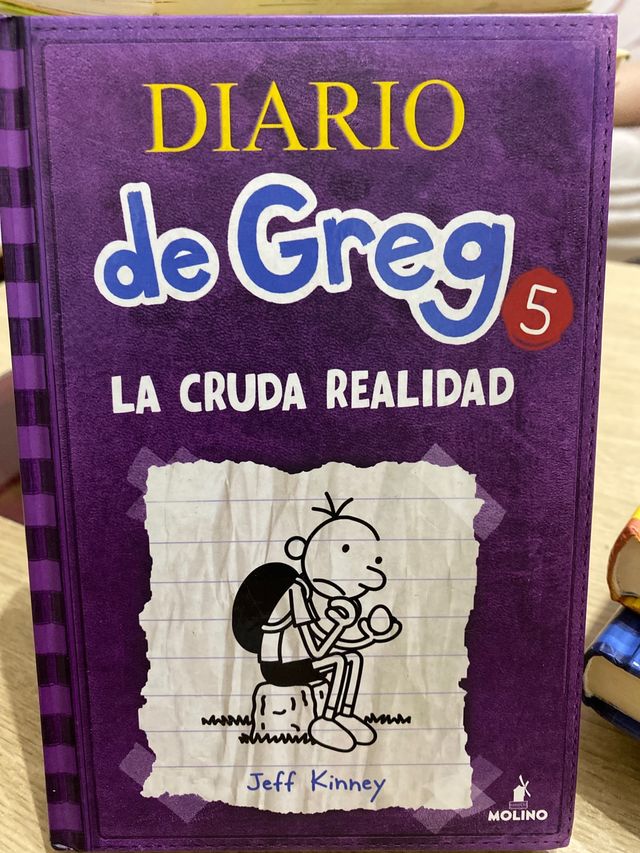 DIARIO
de Greg
5
LA CRUDA REALIDAD
Jeff Kinney
MOLINO